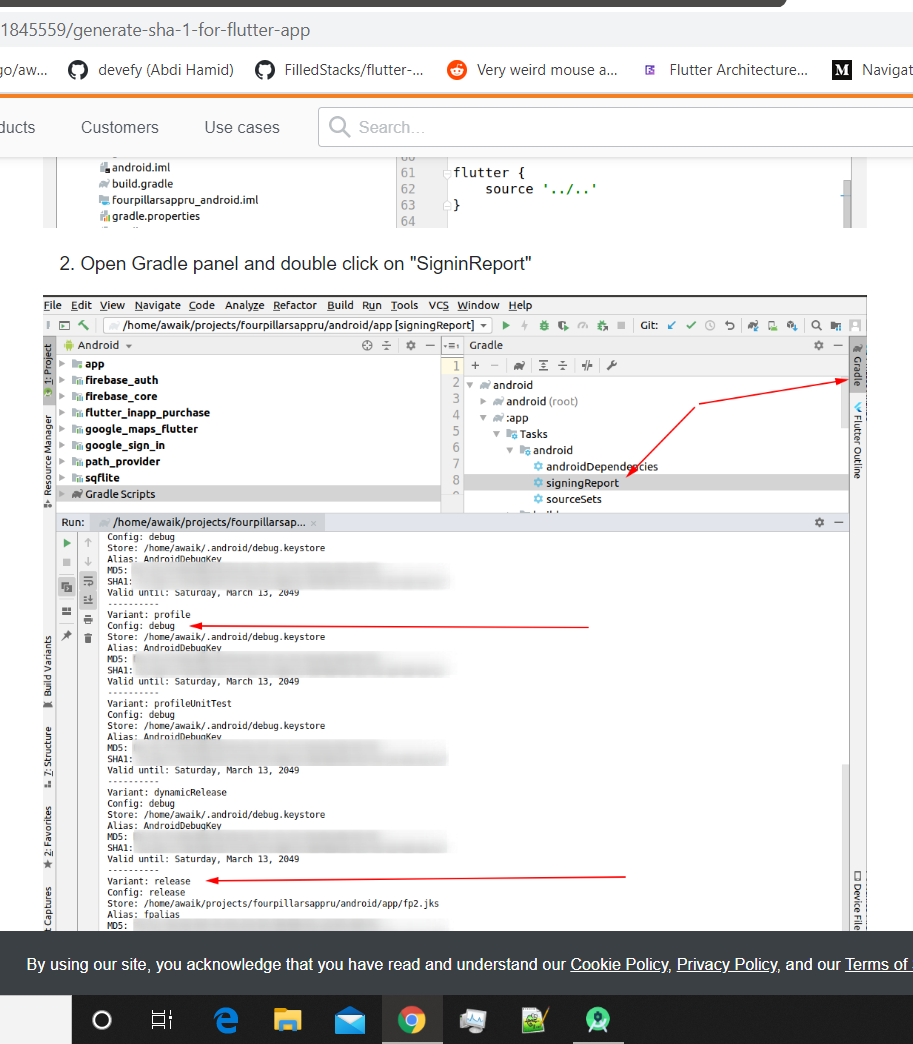 1845559/generate-sha-1-for-flutter-app
go/aw...
devefy (Abdi Hamid)
FilledStacks/flutter-...
Very weird mouse a...
Flutter Architecture...
Navigat
ducts
Customers
Use cases
Search...
android.iml
build.gradle
fourpillarsappru_android.iml
gradle.properties
61 flutter {
62 source '../..'
63 }
64
2. Open Gradle panel and double click on "SigninReport"
File Edit View Navigate Code Analyze Refactor Build Run Tools VCS Window Help
/home/awaik/projects/fourpillarsappru/android/app [signingReport]
Git:
1: Project
Resource Manager
Android
app
firebase_auth
firebase_core
flutter_inapp_purchase
google_maps_flutter
google_sign_in
path_provider
sqflite
Gradle Scripts
1
2
3
4
5
6
7
8
9
Gradle
android
android (root)
:app
Tasks
android
androidDependencies
signingReport
sourceSets
Gradle
Flutter Outline
Run:
/home/awaik/projects/fourpillarsap...
Config: debug
Store: /home/awaik/.android/debug.keystore
Alias: AndroidDebugKey
MD5:
SHA1:
Valid until: Saturday, March 13, 2049
----------
Variant: profile
Config: debug
Store: /home/awaik/.android/debug.keystore
Alias: AndroidDebugKey
MD5:
SHA1:
Valid until: Saturday, March 13, 2049
----------
Variant: profileUnitTest
Config: debug
Store: /home/awaik/.android/debug.keystore
Alias: AndroidDebugKey
MD5:
SHA1:
Valid until: Saturday, March 13, 2049
----------
Variant: dynamicRelease
Config: debug
Store: /home/awaik/.android/debug.keystore
Alias: AndroidDebugKey
MD5:
SHA1:
Valid until: Saturday, March 13, 2049
----------
Variant: release
Config: release
Store: /home/awaik/projects/fourpillarsappru/android/app/fp2.jks
Alias: fpalias
MD5:
Build Variants
7: Structure
2: Favorites
t Captures
Device File
By using our site, you acknowledge that you have read and understand our Cookie Policy, Privacy Policy, and our Terms of